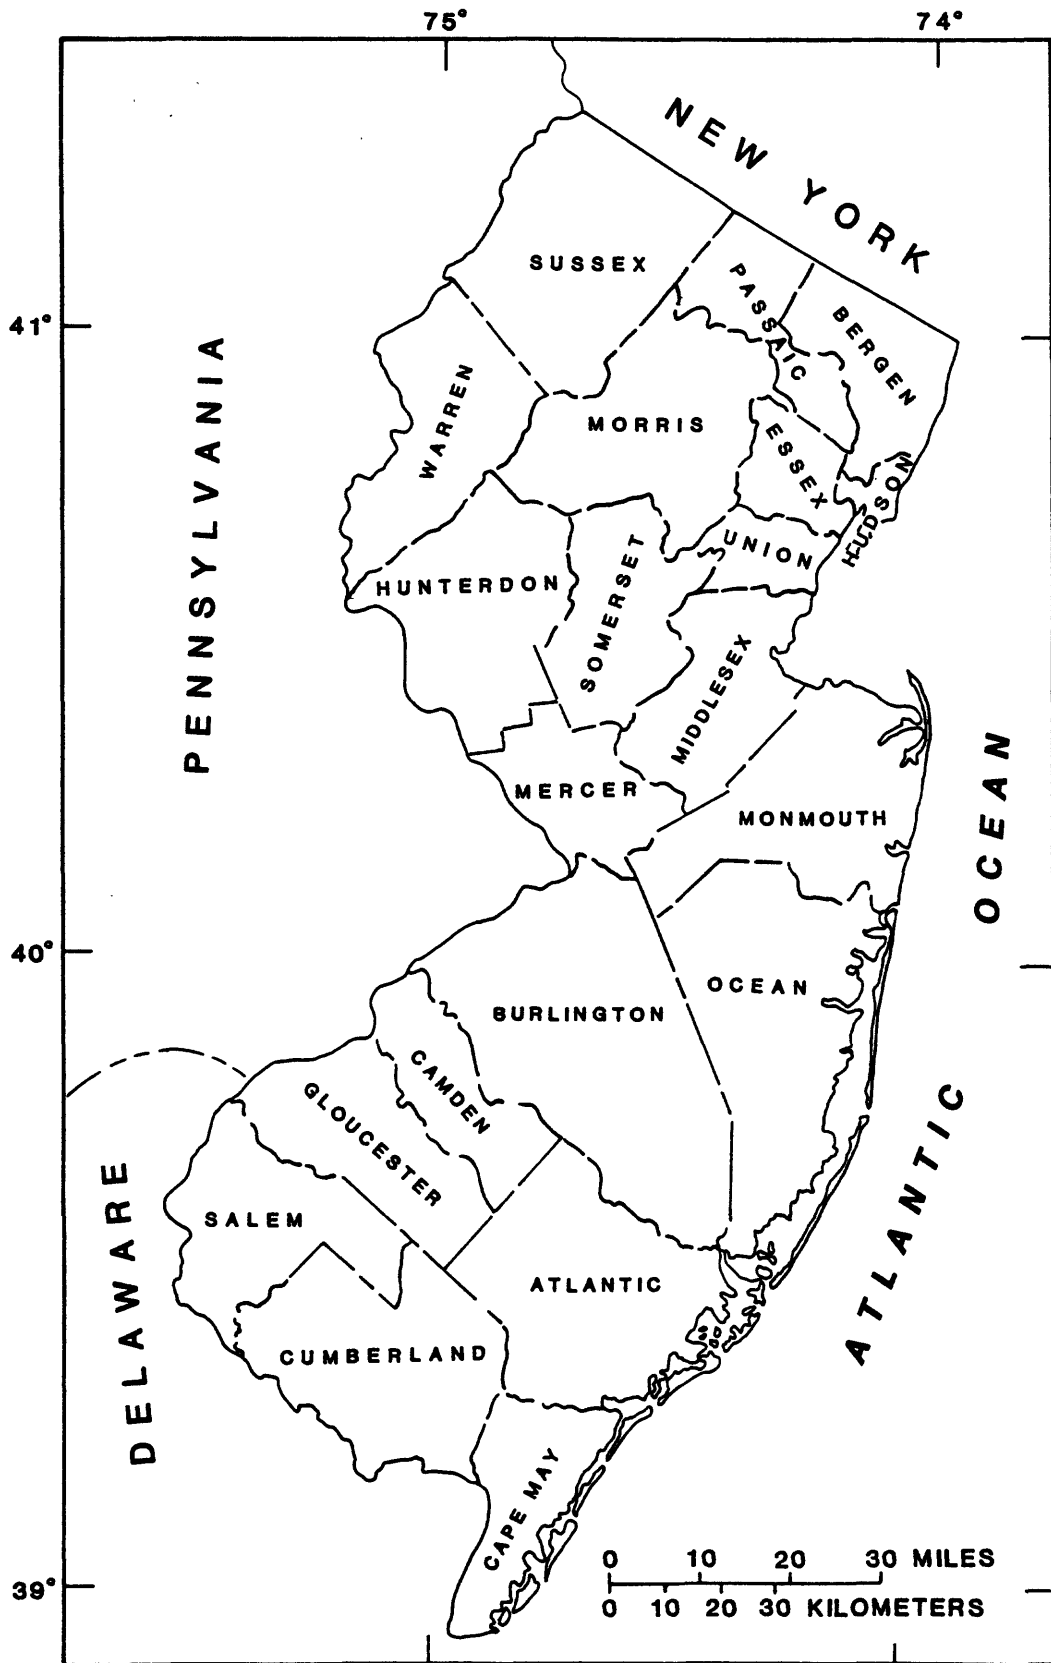 75°
74°
NEW YORK
SUSSEX
PASSAIC
BERGEN
41°
PENNSYLVANIA
WARREN
MORRIS
ESSEX
HUDSON
UNION
HUNTERDON
SOMERSET
MIDDLESEX
MERCER
MONMOUTH
ATLANTIC OCEAN
40°
OCEAN
BURLINGTON
CAMDEN
GLOUCESTER
SALEM
DELAWARE
ATLANTIC
CUMBERLAND
CAPE MAY
0 10 20 30 MILES
0 10 20 30 KILOMETERS
39°